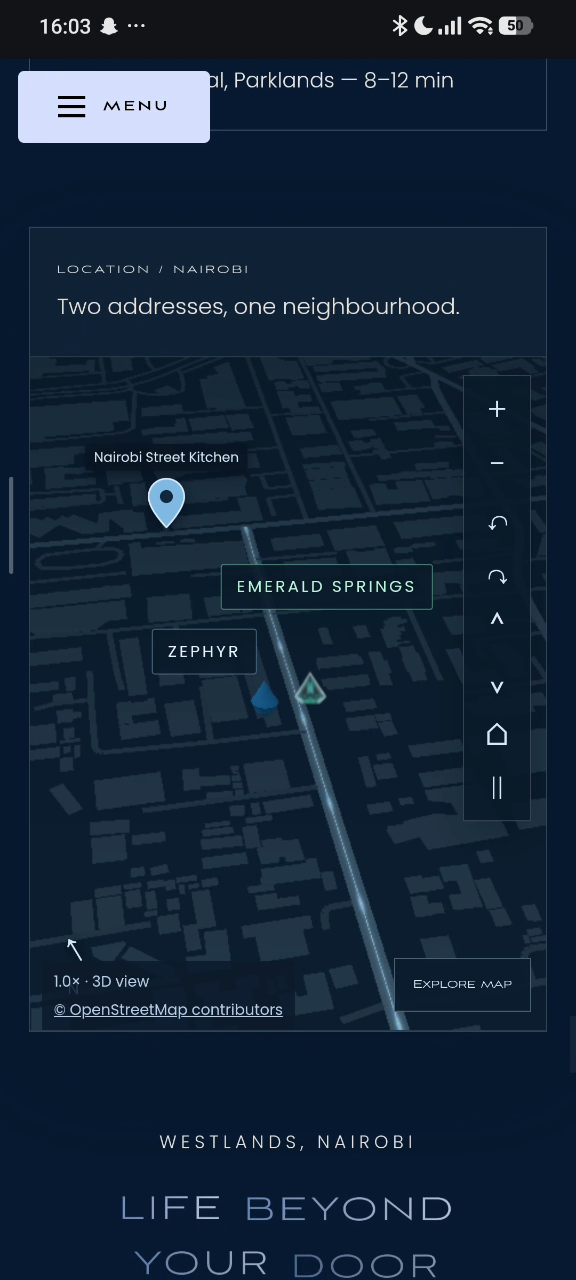 16:03
50
al, Parklands — 8–12 min
MENU
LOCATION / NAIROBI
Two addresses, one neighbourhood.
Nairobi Street Kitchen
EMERALD SPRINGS
ZEPHYR
1.0× · 3D view
N
© OpenStreetMap contributors
EXPLORE MAP
WESTLANDS, NAIROBI
LIFE BEYOND
YOUR DOOR